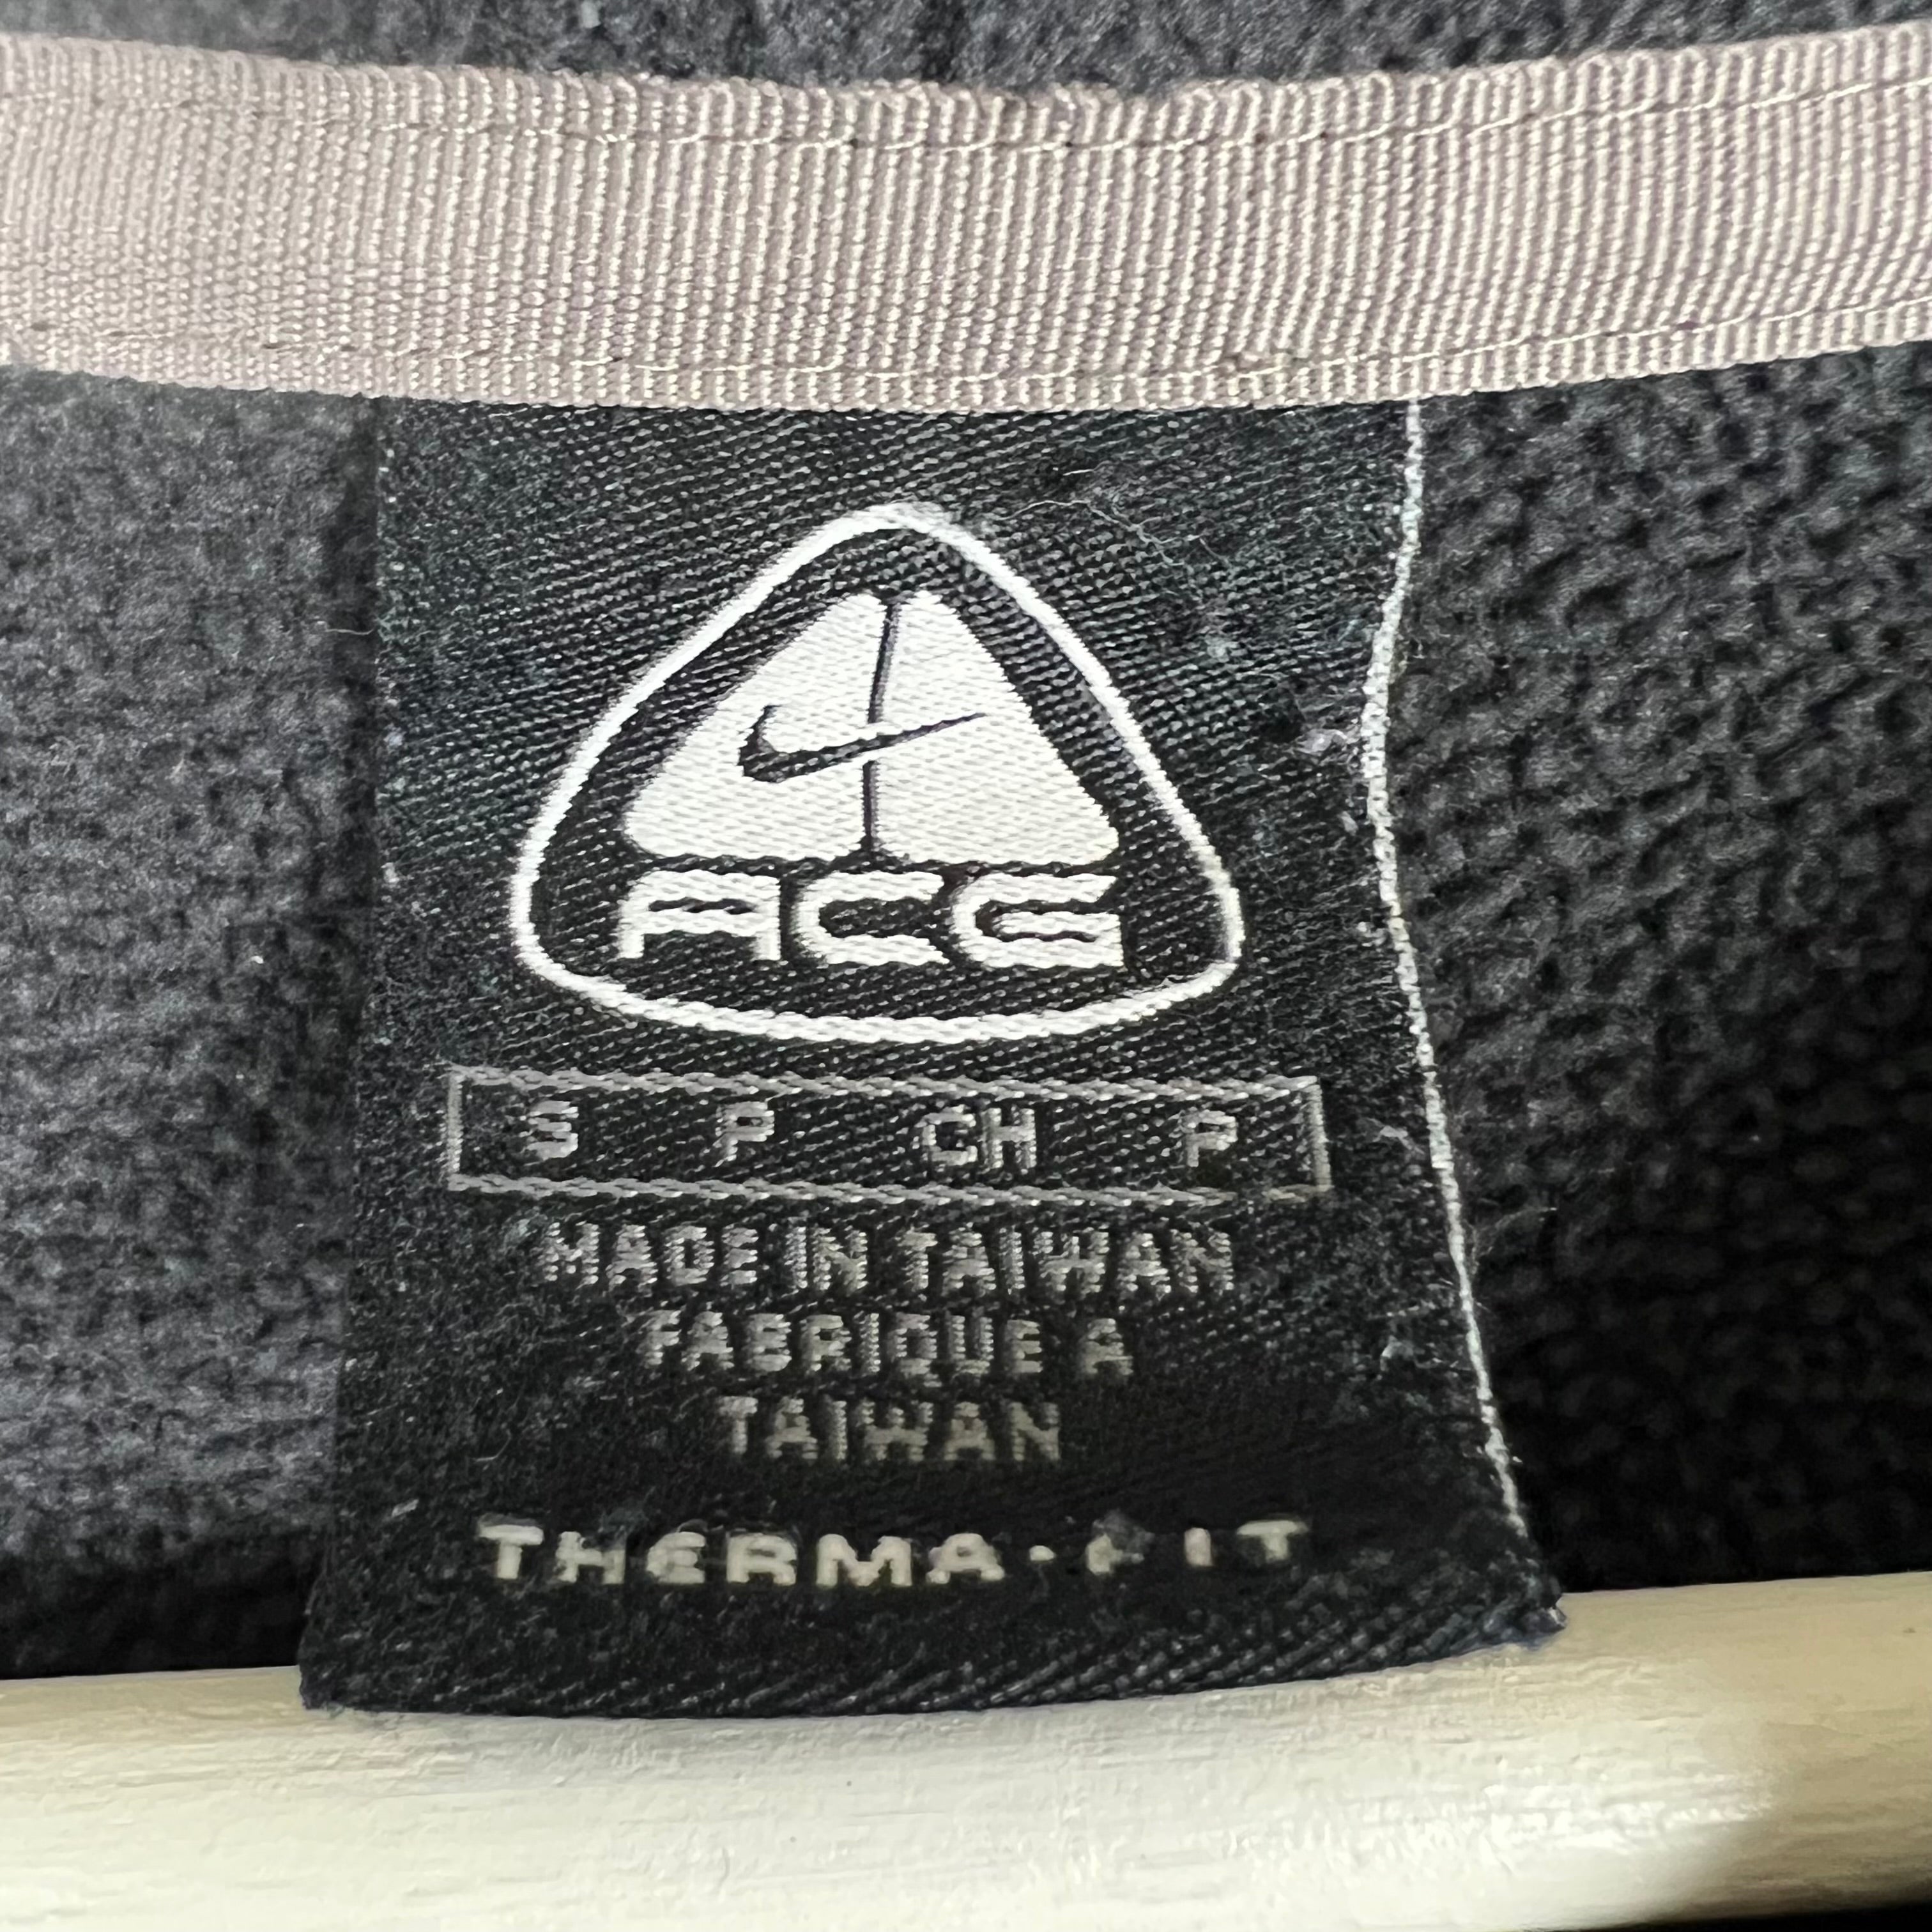 ACG
S P CH P
MADE IN TAIWAN
FABRIQUE A
TAIWAN
THERMA·FIT